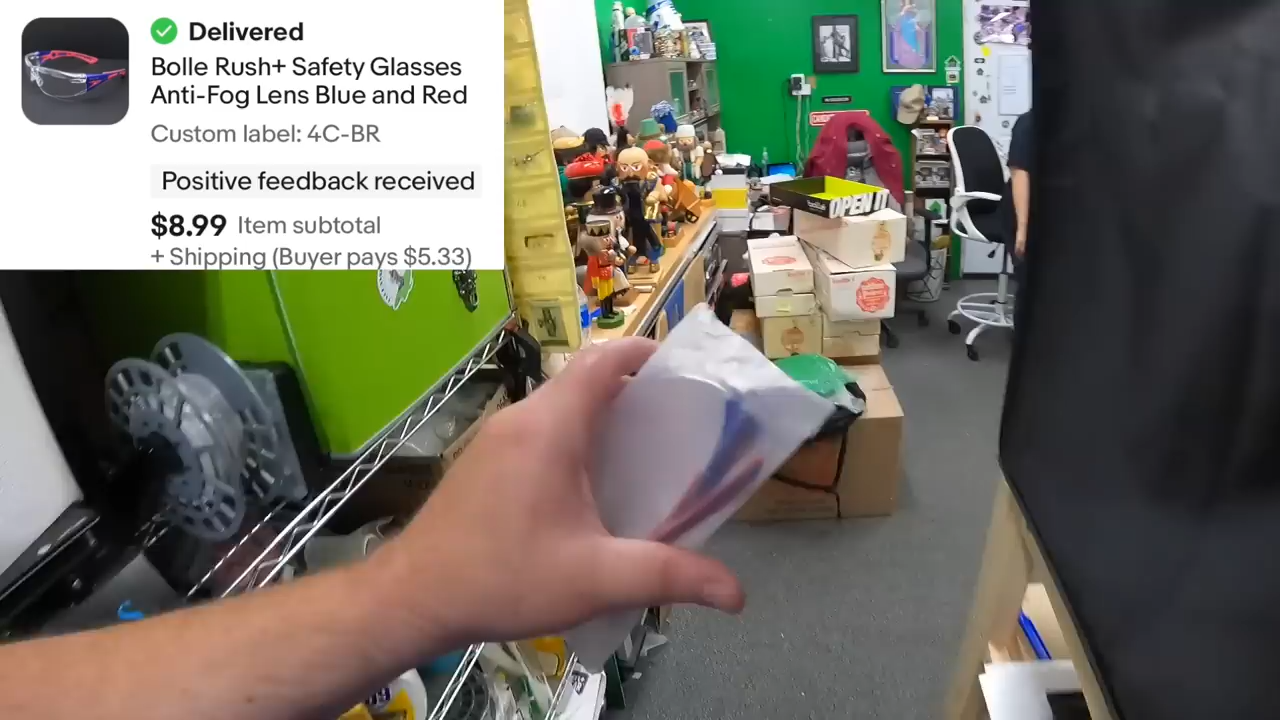 Delivered
Bolle Rush+ Safety Glasses
Anti-Fog Lens Blue and Red
Custom label: 4C-BR
Positive feedback received
$8.99 Item subtotal
+ Shipping (Buyer pays $5.33)
OPEN IT